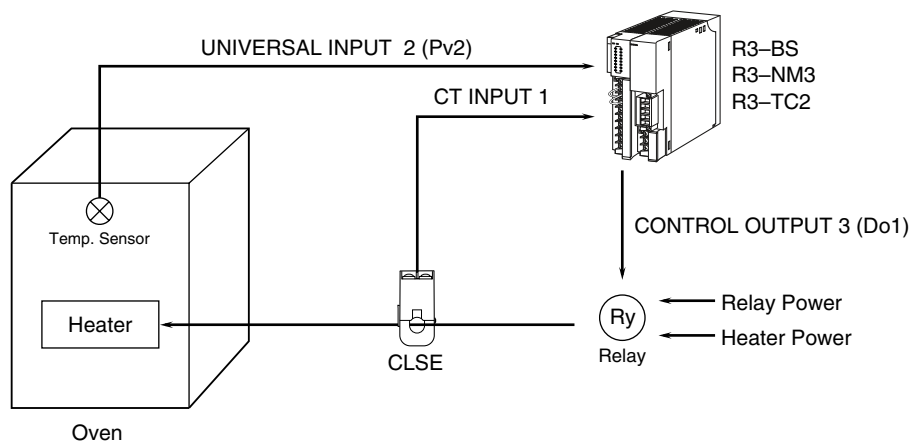 UNIVERSAL INPUT 2 (Pv2)
R3–BS
R3–NM3
R3–TC2
CT INPUT 1
Temp. Sensor
CONTROL OUTPUT 3 (Do1)
Heater
Ry
Relay Power
Heater Power
Relay
CLSE
Oven